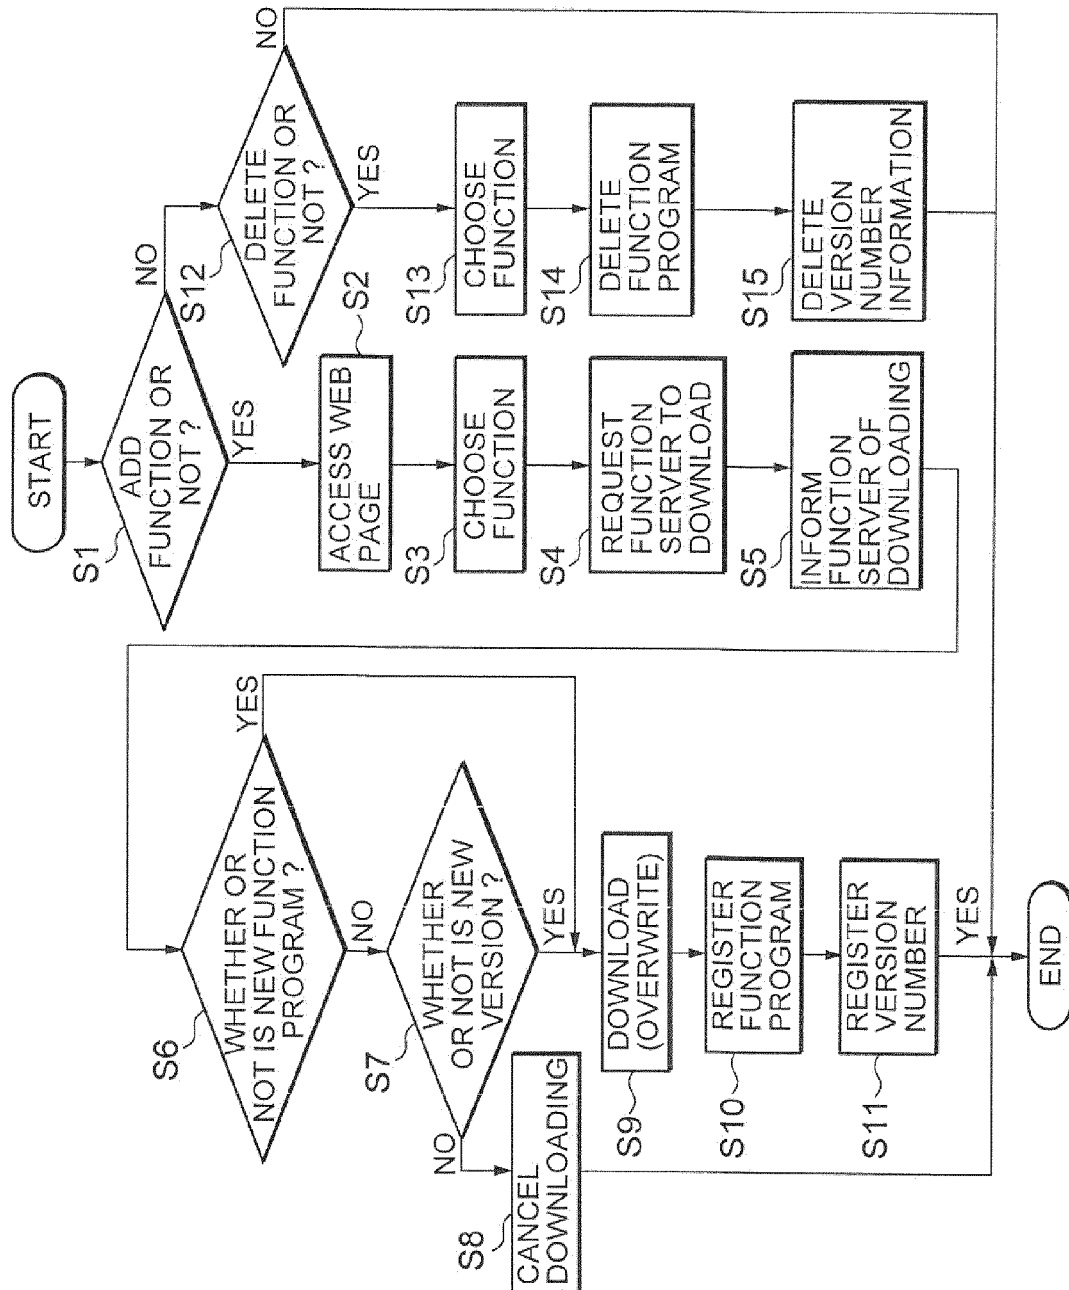 START
S1
ADD
FUNCTION OR
NOT ?
NO
YES
S12
DELETE
FUNCTION OR
NOT ?
NO
YES
S2
ACCESS WEB
PAGE
S3
CHOOSE
FUNCTION
S4
REQUEST
FUNCTION
SERVER TO
DOWNLOAD
S5
INFORM
FUNCTION
SERVER OF
DOWNLOADING
S13
CHOOSE
FUNCTION
S14
DELETE
FUNCTION
PROGRAM
S15
DELETE
VERSION
NUMBER
INFORMATION
S6
WHETHER OR
NOT IS NEW FUNCTION
PROGRAM ?
YES
NO
S7
WHETHER
OR NOT IS NEW
VERSION ?
NO
YES
S8
CANCEL
DOWNLOADING
S9
DOWNLOAD
(OVERWRITE)
S10
REGISTER
FUNCTION
PROGRAM
S11
REGISTER
VERSION
NUMBER
YES
END